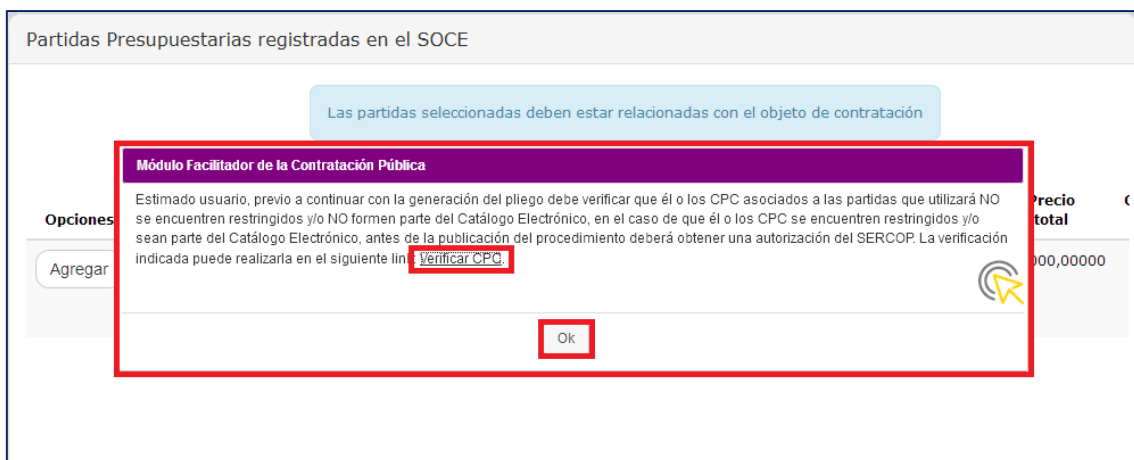 Partidas Presupuestarias registradas en el SOCE
Las partidas seleccionadas deben estar relacionadas con el objeto de contratación
Módulo Facilitador de la Contratación Pública
Estimado usuario, previo a continuar con la generación del pliego debe verificar que él o los CPC asociados a las partidas que utilizará NO
se encuentren restringidos y/o NO formen parte del Catálogo Electrónico, en el caso de que él o los CPC se encuentren restringidos y/o
sean parte del Catálogo Electrónico, antes de la publicación del procedimiento deberá obtener una autorización del SERCOP. La verificación
indicada puede realizarla en el siguiente link Verificar CPC.
Opciones
Precio
total
Agregar
000,00000
Ok